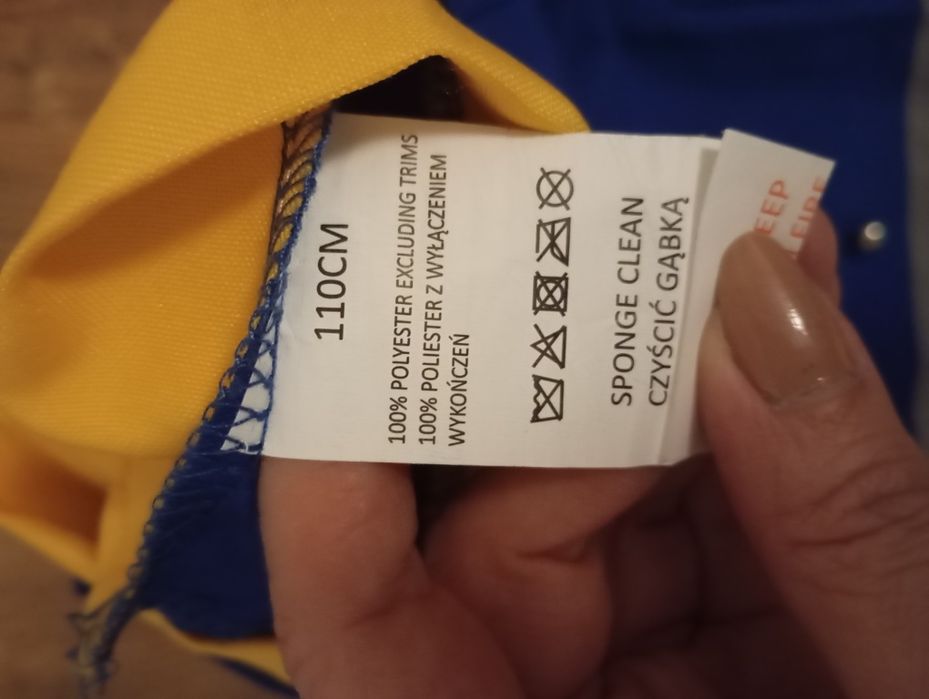 110CM
100% POLYESTER EXCLUDING TRIMS
100% POLIESTER Z WYŁĄCZENIEM
WYKOŃCZEŃ
SPONGE CLEAN
CZYŚCIĆ GĄBKĄ